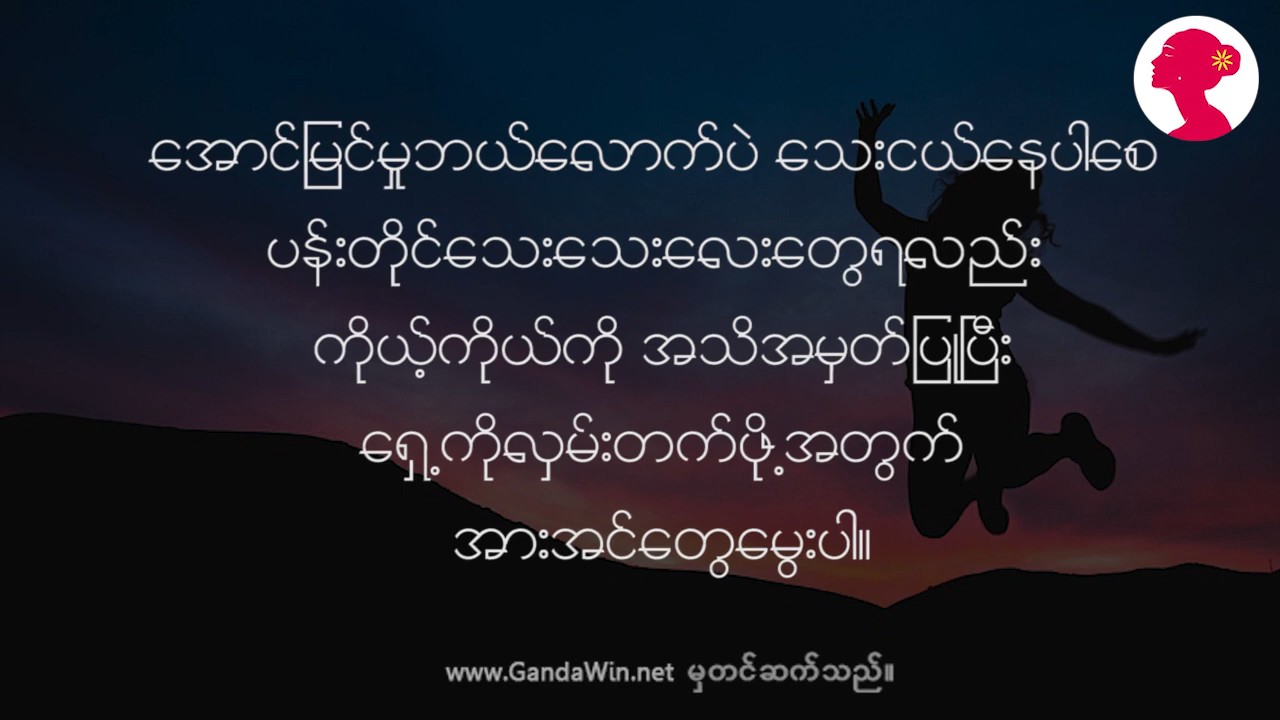 အောင်မြင်မှုဘယ်လောက်ပဲ သေးငယ်နေပါစေ
ပန်းတိုင်သေးသေးလေးတွေရလည်း
ကိုယ့်ကိုယ်ကို အသိအမှတ်ပြုပြီး
ရှေ့ကိုလှမ်းတက်ဖို့အတွက်
အားအင်တွေမွေးပါ။
www.GandaWin.net မှတင်ဆက်သည်။